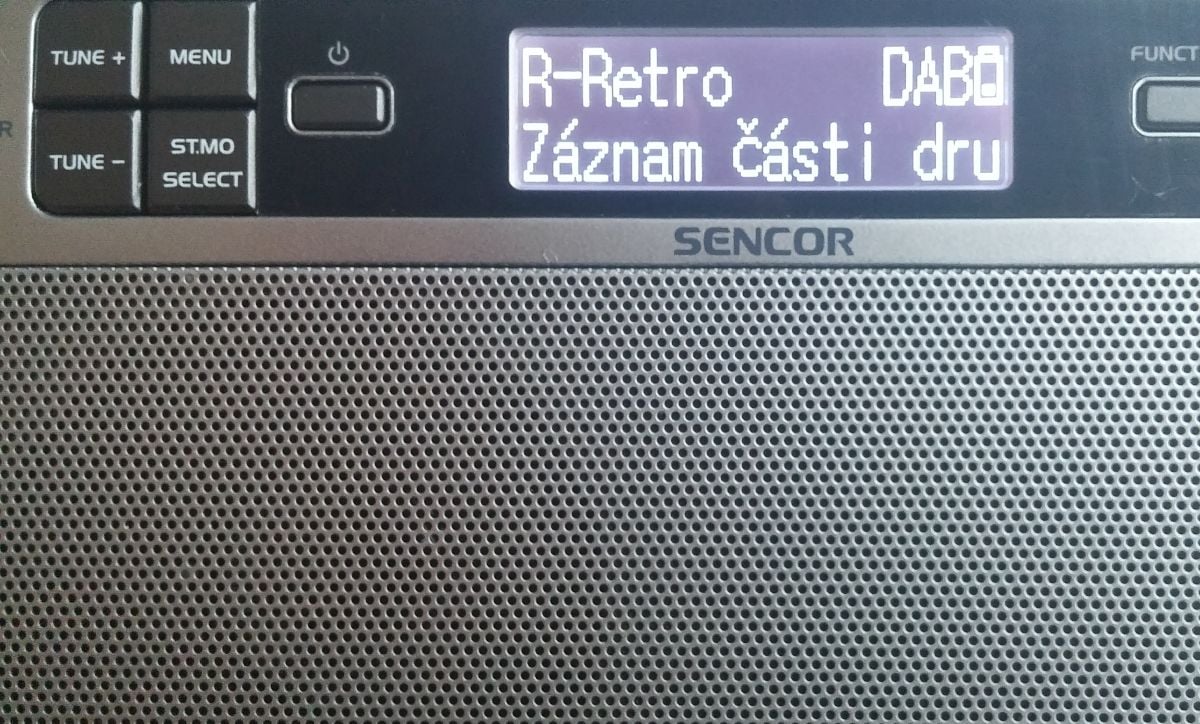 TUNE + MENU
TUNE - ST.MO
SELECT
R-Retro DAB
Záznam části dru
FUNCT
SENCOR
R